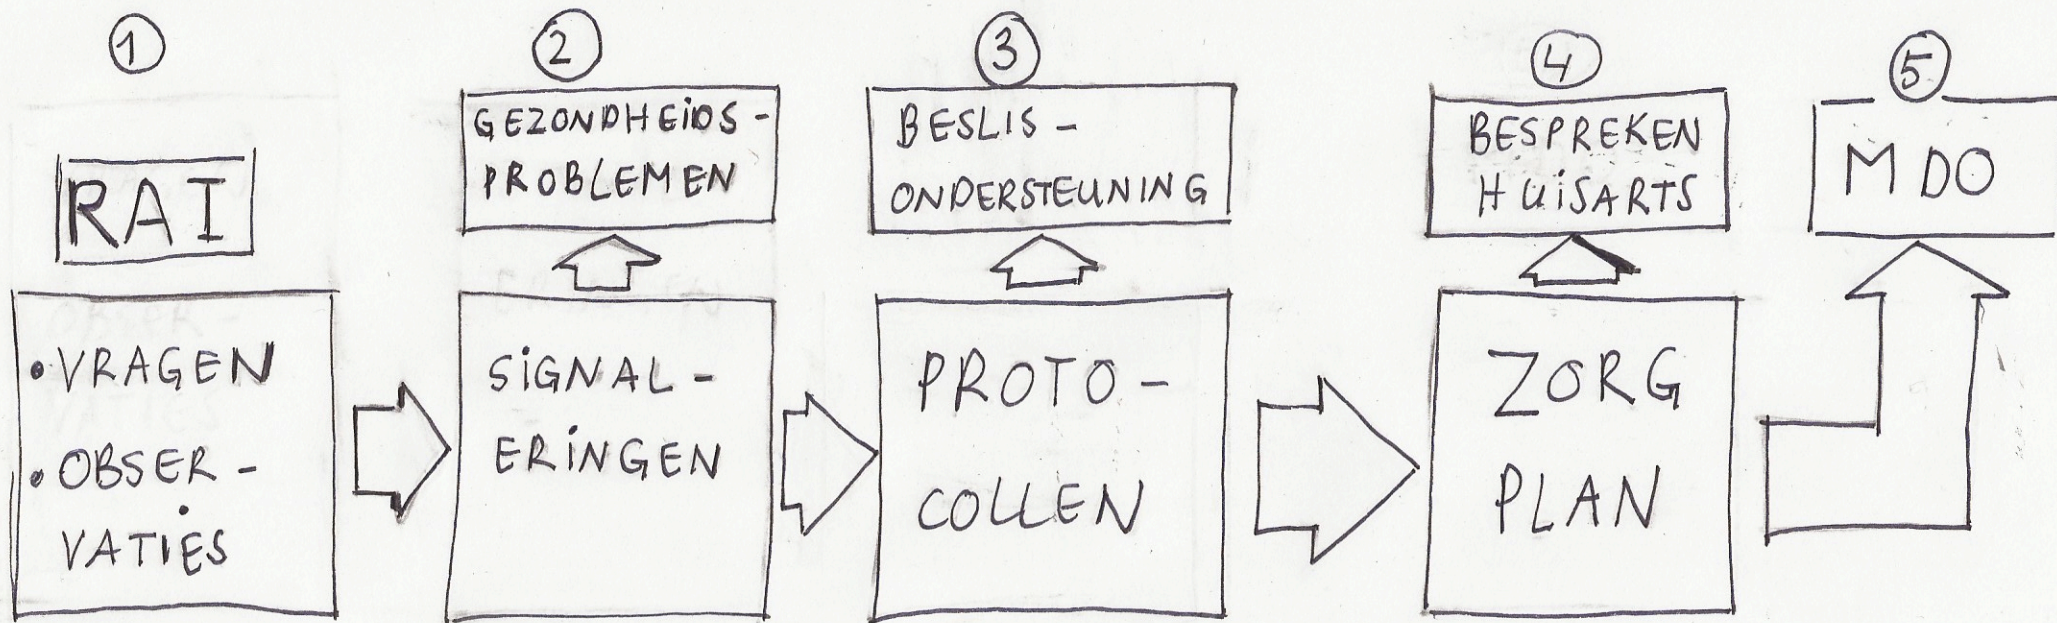 1
RAI
• VRAGEN
• OBSER-
VATIES
2
GEZONDHEIDS-
PROBLEMEN
SIGNAL-
ERINGEN
3
BESLIS-
ONDERSTEUNING
PROTO-
COLLEN
4
BESPREKEN
HUISARTS
ZORG
PLAN
5
MDO